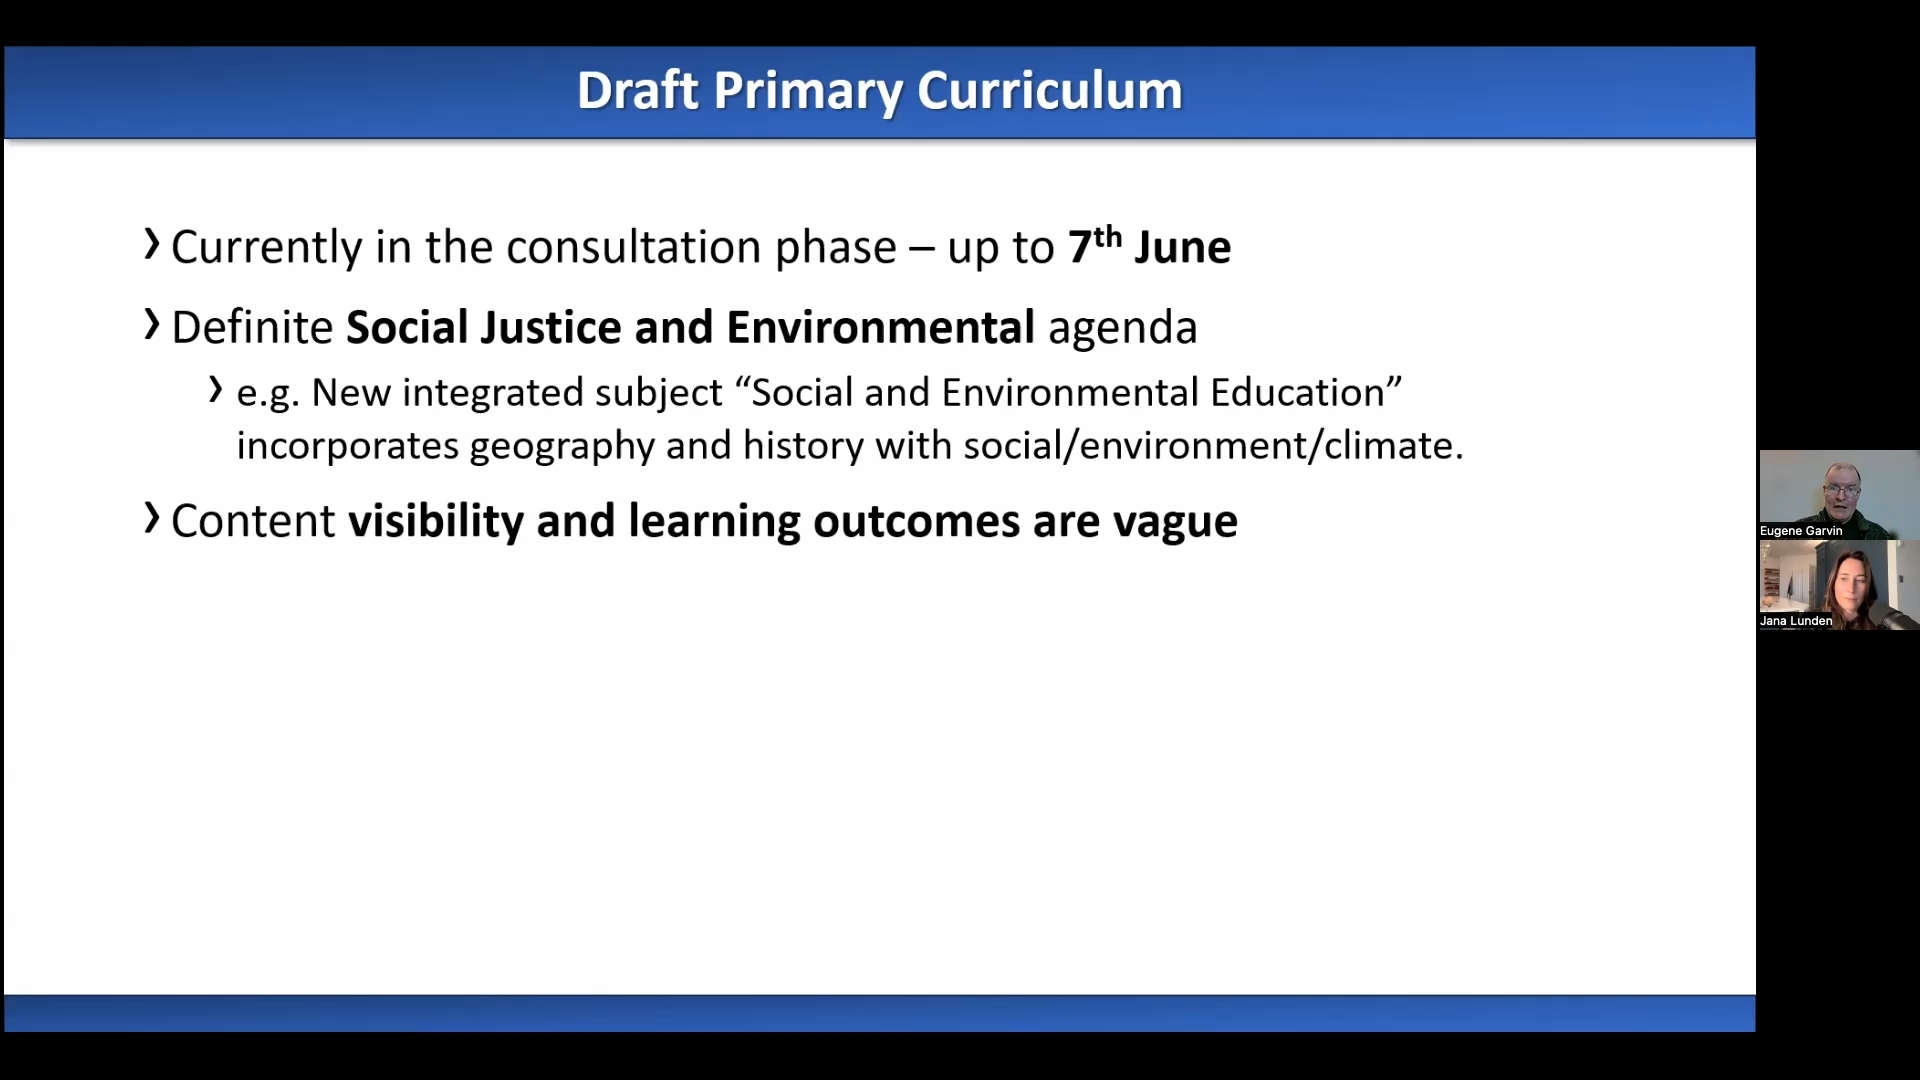 Draft Primary Curriculum
› Currently in the consultation phase – up to 7th June
› Definite Social Justice and Environmental agenda
› e.g. New integrated subject “Social and Environmental Education”
incorporates geography and history with social/environment/climate.
› Content visibility and learning outcomes are vague
Eugene Garvin
Jana Lunden